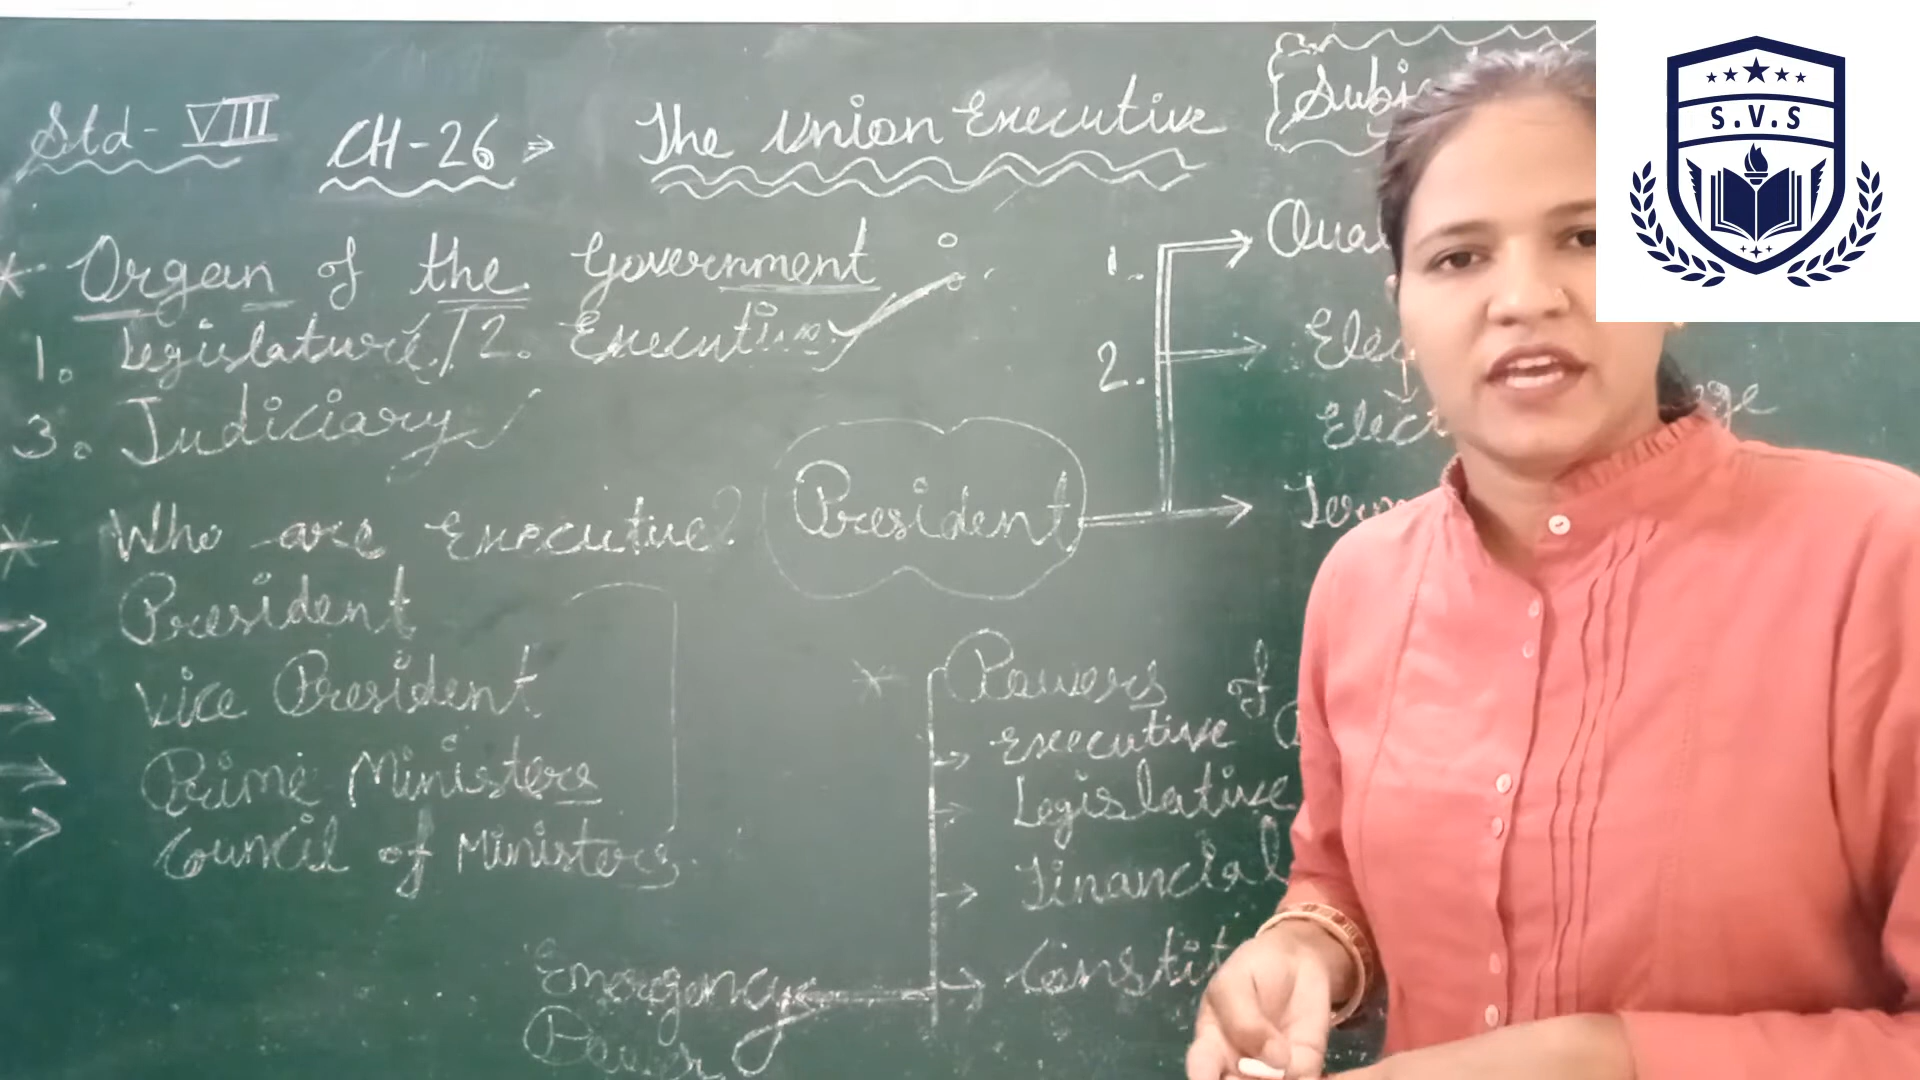 Std- VIII CH-26 ⇒ The Union Executive
* Organ of the Government
1. Legislature / 2. Executive
3. Judiciary
* Who are Executive?
→ President
→ Vice President
→ Prime Ministers
→ Council of Ministers
President
1.
2.
* Powers of
→ Executive
→ Legislative
→ Financial
Emergency
Power
S.V.S